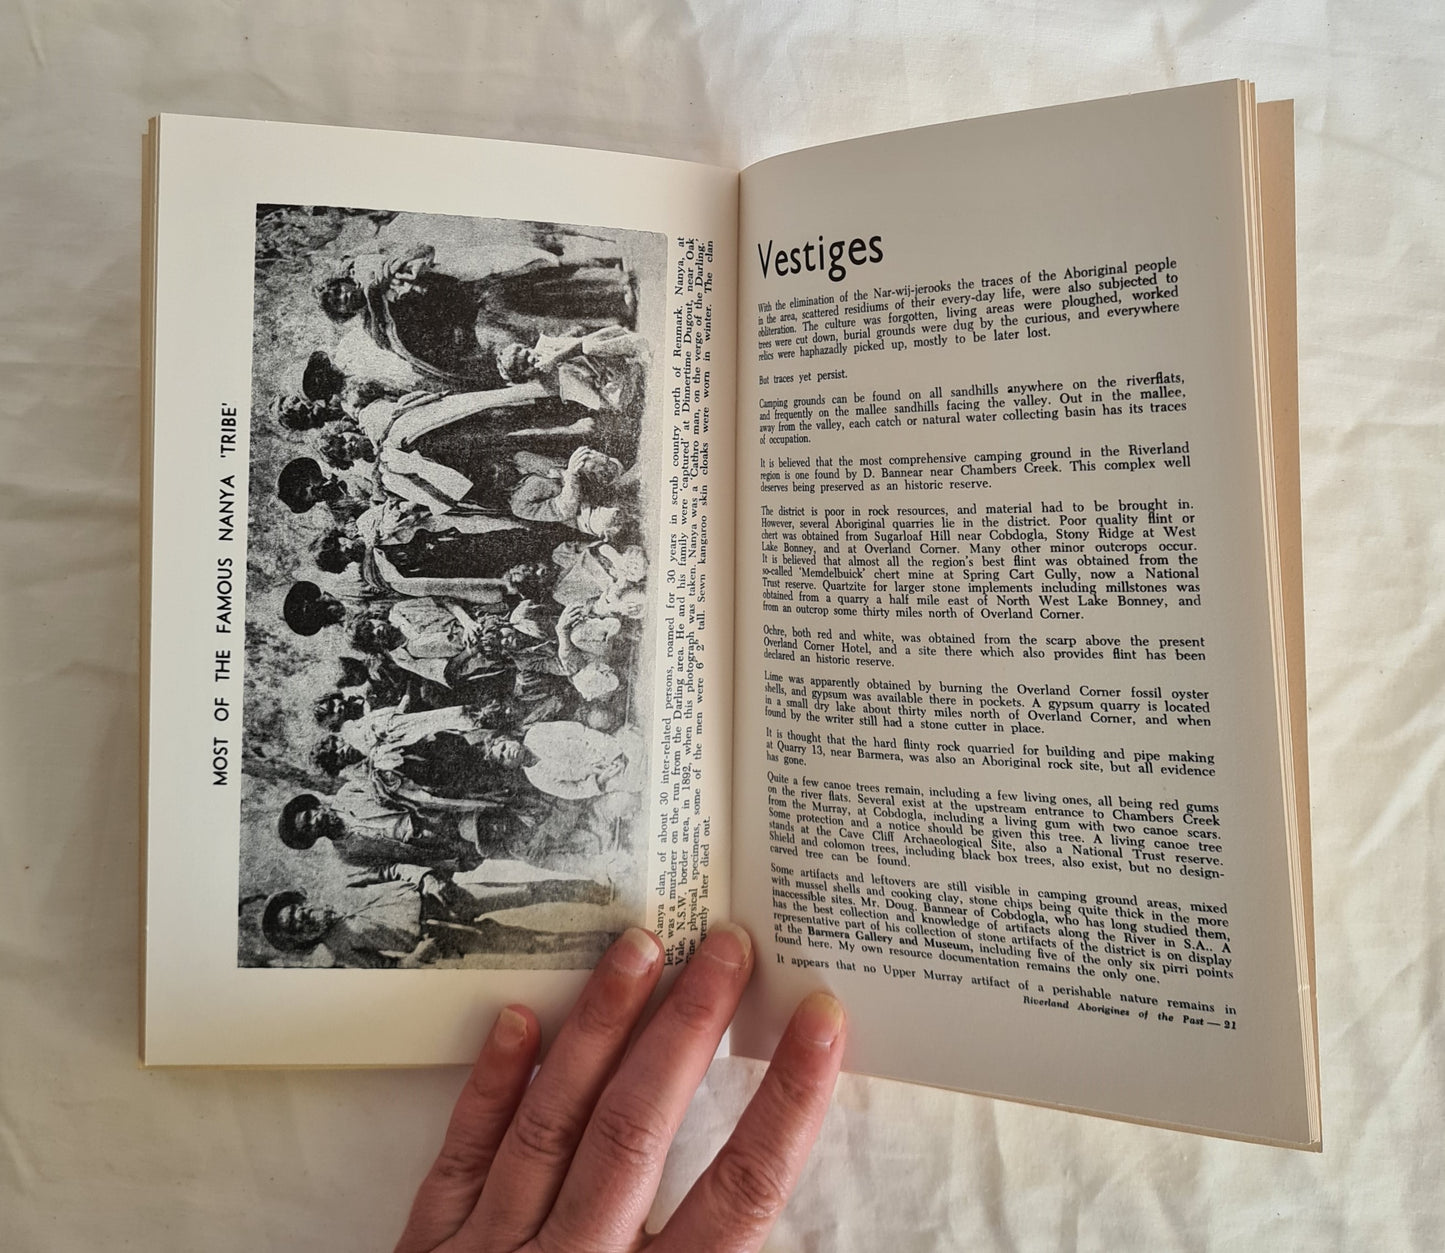 MOST OF THE FAMOUS NANYA 'TRIBE'
Nanya clan, of about 30 inter-related persons, roamed for 30 years in scrub country north of Renmark. Nanya, at
left, was a murderer on the run from the Darling area. He and his family were 'captured' at Dinnertime Dugout, near Oak
Vale, N.S.W. border area, in 1892, when this photograph was taken. Nanya was a 'Cathro man, on the verge of the Darling.'
physical specimens, some of the men were 6' 2" tall. Sewn kangaroo skin cloaks were worn in winter. The clan
later died out.
Vestiges
With the elimination of the Nar-wij-jerooks the traces of the Aboriginal people
in the area, scattered residiums of their every-day life, were also subjected to
obliteration. The culture was forgotten, living areas were ploughed, worked
trees were cut down, burial grounds were dug by the curious, and everywhere
relics were haphazadly picked up, mostly to be later lost.
But traces yet persist.
Camping grounds can be found on all sandhills anywhere on the riverflats,
and frequently on the mallee sandhills facing the valley. Out in the mallee,
away from the valley, each catch or natural water collecting basin has its traces
of occupation.
It is believed that the most comprehensive camping ground in the Riverland
region is one found by D. Bannear near Chambers Creek. This complex well
deserves being preserved as an historic reserve.
The district is poor in rock resources, and material had to be brought in.
However, several Aboriginal quarries lie in the district. Poor quality flint or
chert was obtained from Sugarloaf Hill near Cobdogla, Stony Ridge at West
Lake Bonney, and at Overland Corner. Many other minor outcrops occur.
It is believed that almost all the region's best flint was obtained from the
so-called 'Memdelbuick' chert mine at Spring Cart Gully, now a National
Trust reserve. Quartzite for larger stone implements including millstones was
obtained from a quarry a half mile east of North West Lake Bonney, and
from an outcrop some thirty miles north of Overland Corner.
Ochre, both red and white, was obtained from the scarp above the present
Overland Corner Hotel, and a site there which also provides flint has been
declared an historic reserve.
Lime was apparently obtained by burning the Overland Corner fossil oyster
shells, and gypsum was available there in pockets. A gypsum quarry is located
in a small dry lake about thirty miles north of Overland Corner, and when
found by the writer still had a stone cutter in place.
It is thought that the hard flinty rock quarried for building and pipe making
at Quarry 13, near Barmera, was also an Aboriginal rock site, but all evidence
has gone.
Quite a few canoe trees remain, including a few living ones, all being red gums
on the river flats. Several exist at the upstream entrance to Chambers Creek
from the Murray, at Cobdogla, including a living gum with two canoe scars.
Some protection and a notice should be given this tree. A living canoe tree
stands at the Cave Cliff Archaeological Site, also a National Trust reserve.
Shield and colomon trees, including black box trees, also exist, but no design-
carved tree can be found.
Some artifacts and leftovers are still visible in camping ground areas, mixed
with mussel shells and cooking clay, stone chips being quite thick in the more
inaccessible sites. Mr. Doug. Bannear of Cobdogla, who has long studied them,
has the best collection and knowledge of artifacts along the River in S.A.. A
representative part of his collection of stone artifacts of the district is on display
at the Barmera Gallery and Museum, including five of the only six pirri points
found here. My own resource documentation remains the only one.
It appears that no Upper Murray artifact of a perishable nature remains in
Riverland Aborigines of the Past — 21